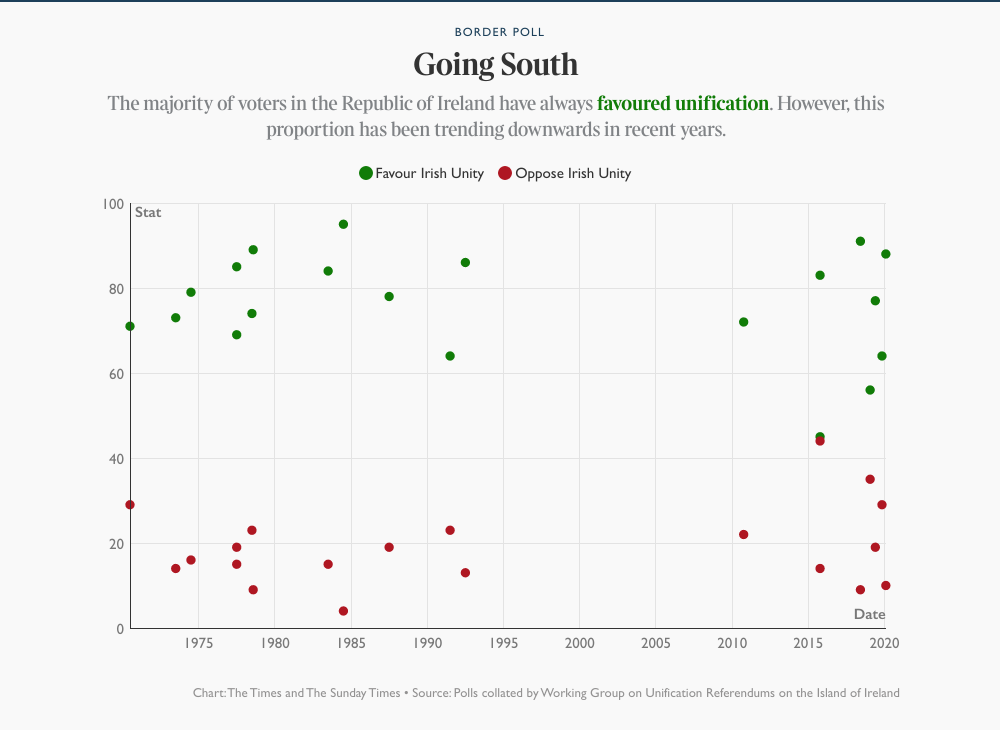 BORDER POLL
Going South
The majority of voters in the Republic of Ireland have always favoured unification. However, this
proportion has been trending downwards in recent years.
Favour Irish Unity Oppose Irish Unity
100
Stat
80
60
40
20
0
Date
1975 1980 1985 1990 1995 2000 2005 2010 2015 2020
Chart: The Times and The Sunday Times • Source: Polls collated by Working Group on Unification Referendums on the Island of Ireland